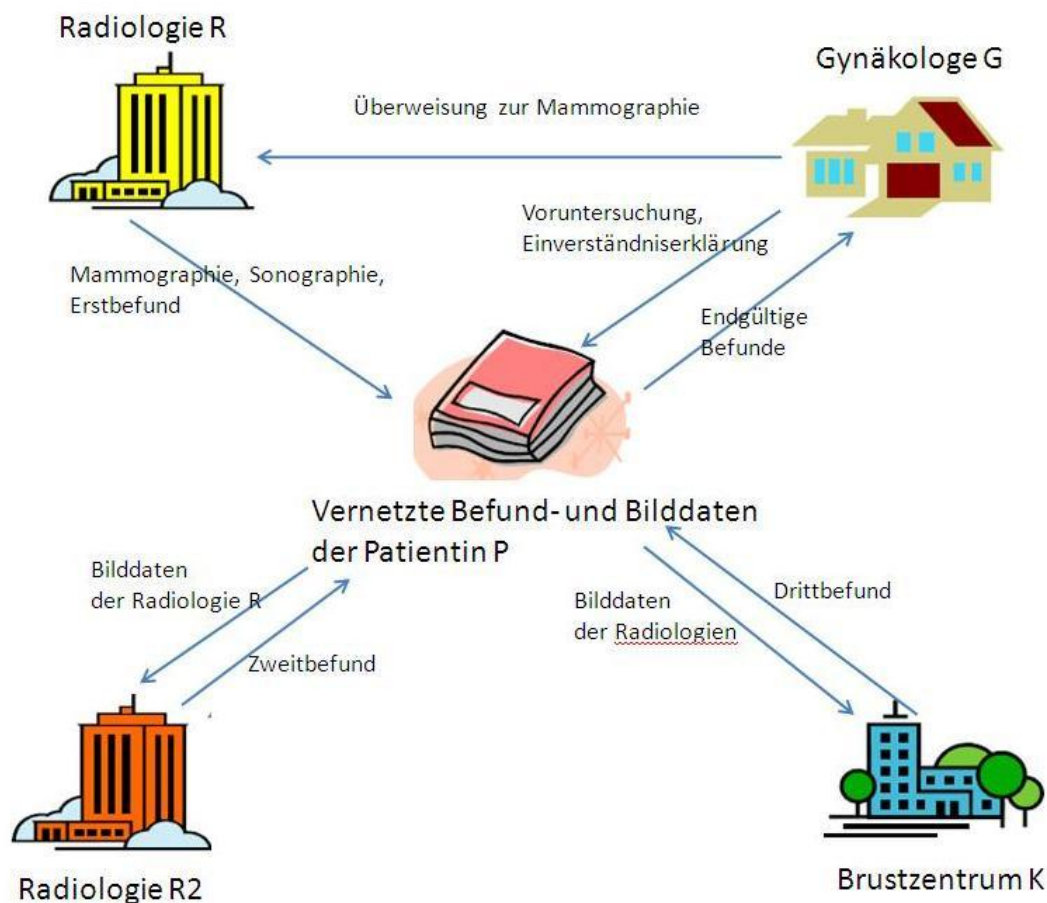 Radiologie R
Gynäkologe G
Überweisung zur Mammographie
Voruntersuchung,
Einverständniserklärung
Mammographie, Sonographie,
Erstbefund
Endgültige
Befunde
Vernetzte Befund- und Bilddaten
der Patientin P
Bilddaten
der Radiologie R
Zweitbefund
Bilddaten
der Radiologien
Drittbefund
Radiologie R2
Brustzentrum K